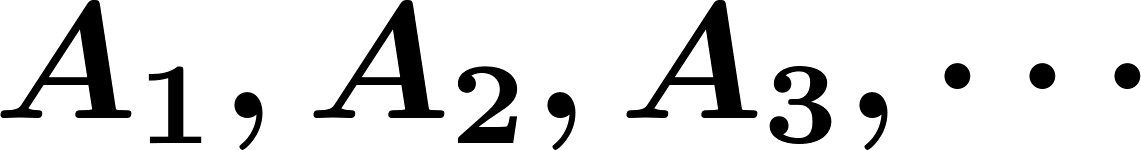 A₁, A₂, A₃, ⋯